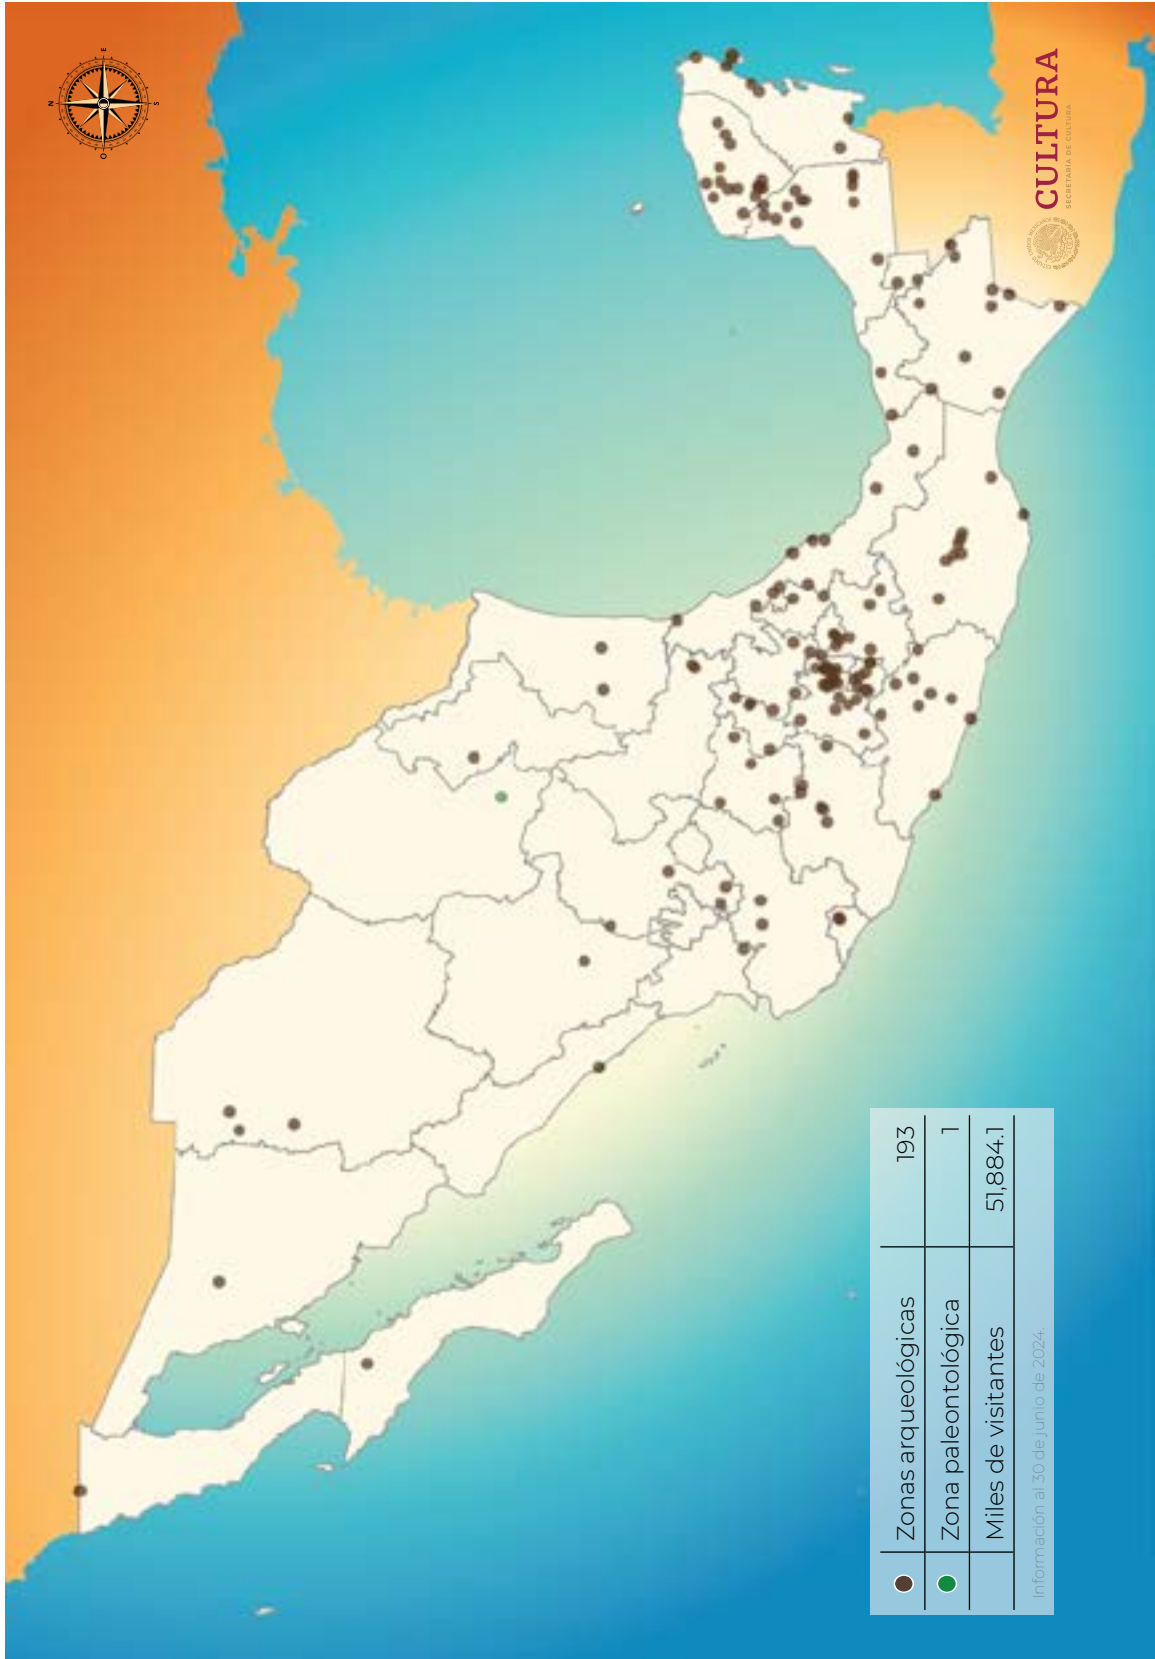 N
E
S
O
CULTURA
SECRETARÍA DE CULTURA
Zonas arqueológicas 193
Zona paleontológica 1
Miles de visitantes 51,884.1
Información al 30 de junio de 2024.